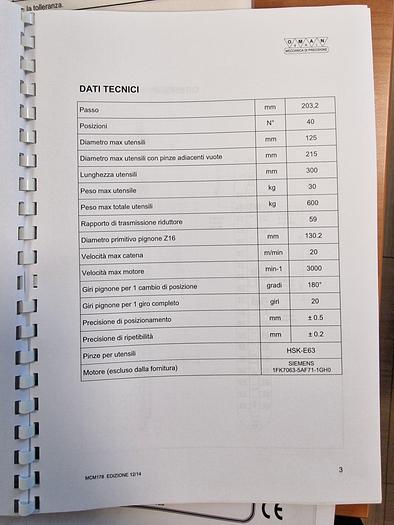 la tolleranza.
OMAN
MECCANICA DI PRECISIONE
DATI TECNICI
Passo mm 203,2
Posizioni N° 40
Diametro max utensili mm 125
Diametro max utensili con pinze adiacenti vuote mm 215
Lunghezza utensili mm 300
Peso max utensile kg 30
Peso max totale utensili kg 600
Rapporto di trasmissione riduttore 59
Diametro primitivo pignone Z16 mm 130.2
Velocità max catena m/min 20
Velocità max motore min-1 3000
Giri pignone per 1 cambio di posizione gradi 180°
Giri pignone per 1 giro completo giri 20
Precisione di posizionamento mm ± 0.5
Precisione di ripetibilità mm ± 0.2
Pinze per utensili HSK-E63
Motore (escluso dalla fornitura) SIEMENS
1FK7063-5AF71-1GH0
MCM178 EDIZIONE 12/14
3
CE